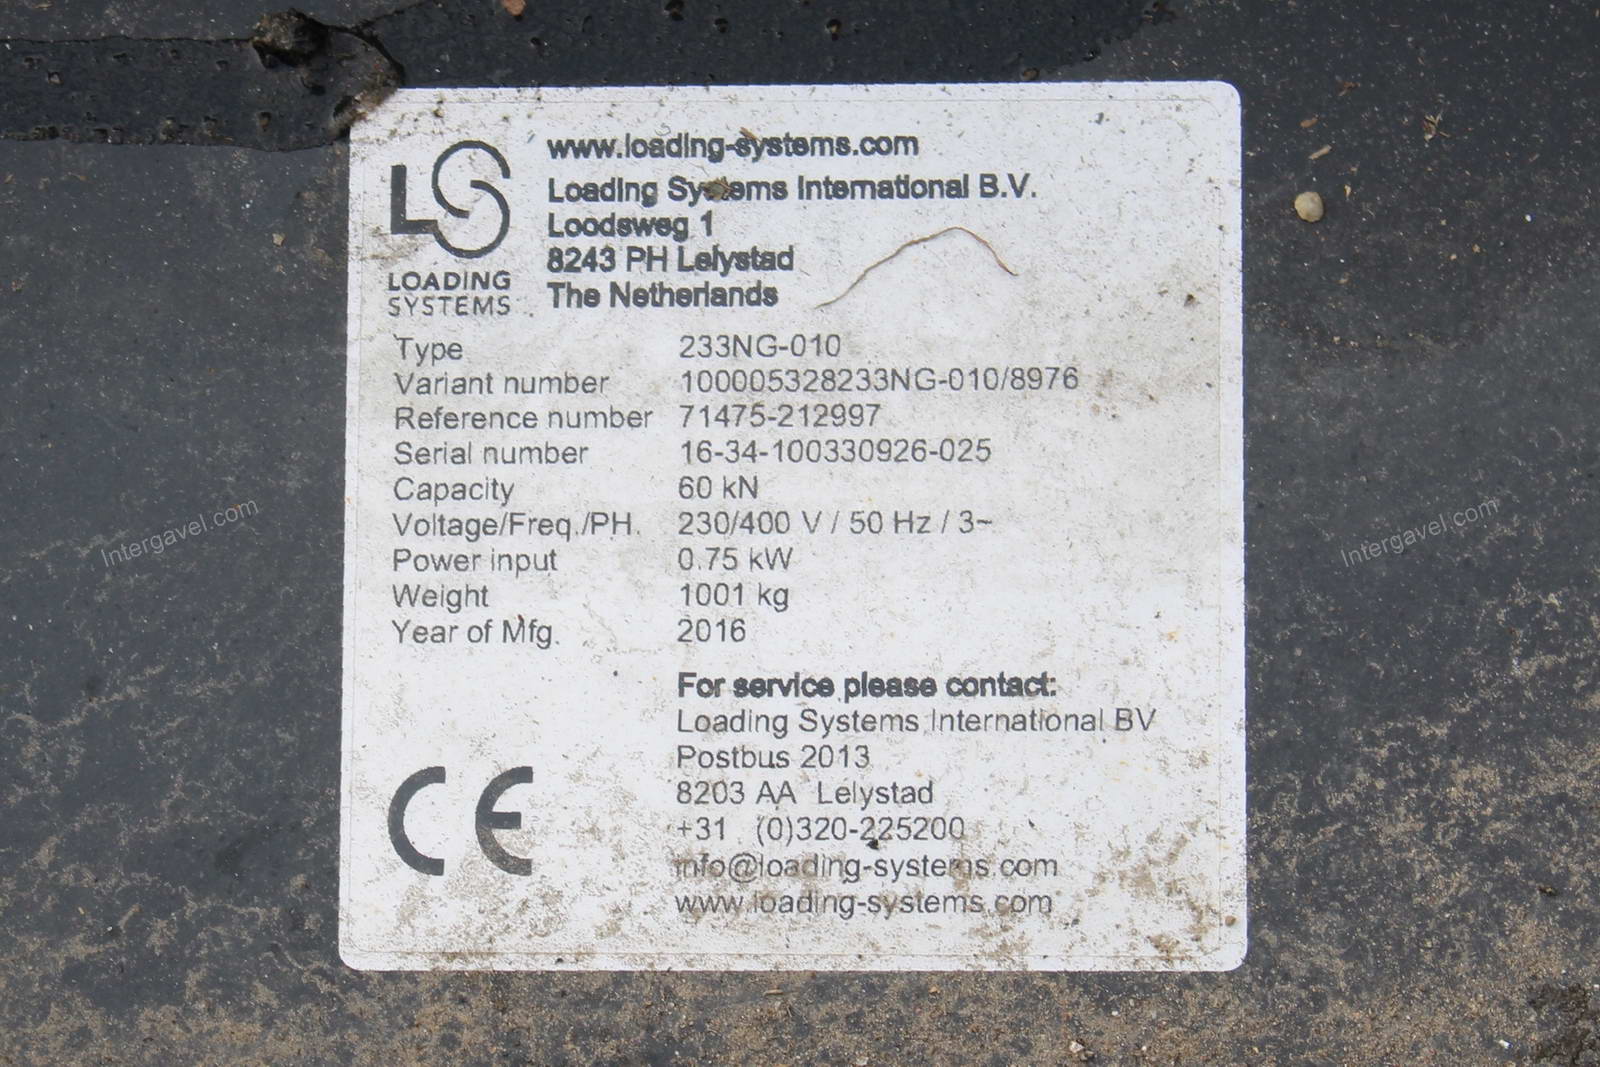 www.loading-systems.com
Loading Systems International B.V.
Loodsweg 1
8243 PH Lelystad
The Netherlands
LS
LOADING
SYSTEMS
Type 233NG-010
Variant number 100005328233NG-010/8976
Reference number 71475-212997
Serial number 16-34-100330926-025
Capacity 60 kN
Voltage/Freq./PH. 230/400 V / 50 Hz / 3~
Power input 0.75 kW
Weight 1001 kg
Year of Mfg. 2016
For service please contact:
Loading Systems International BV
Postbus 2013
8203 AA Lelystad
+31 (0)320-225200
info@loading-systems.com
www.loading-systems.com
CE
Intergavel.com
Intergavel.com